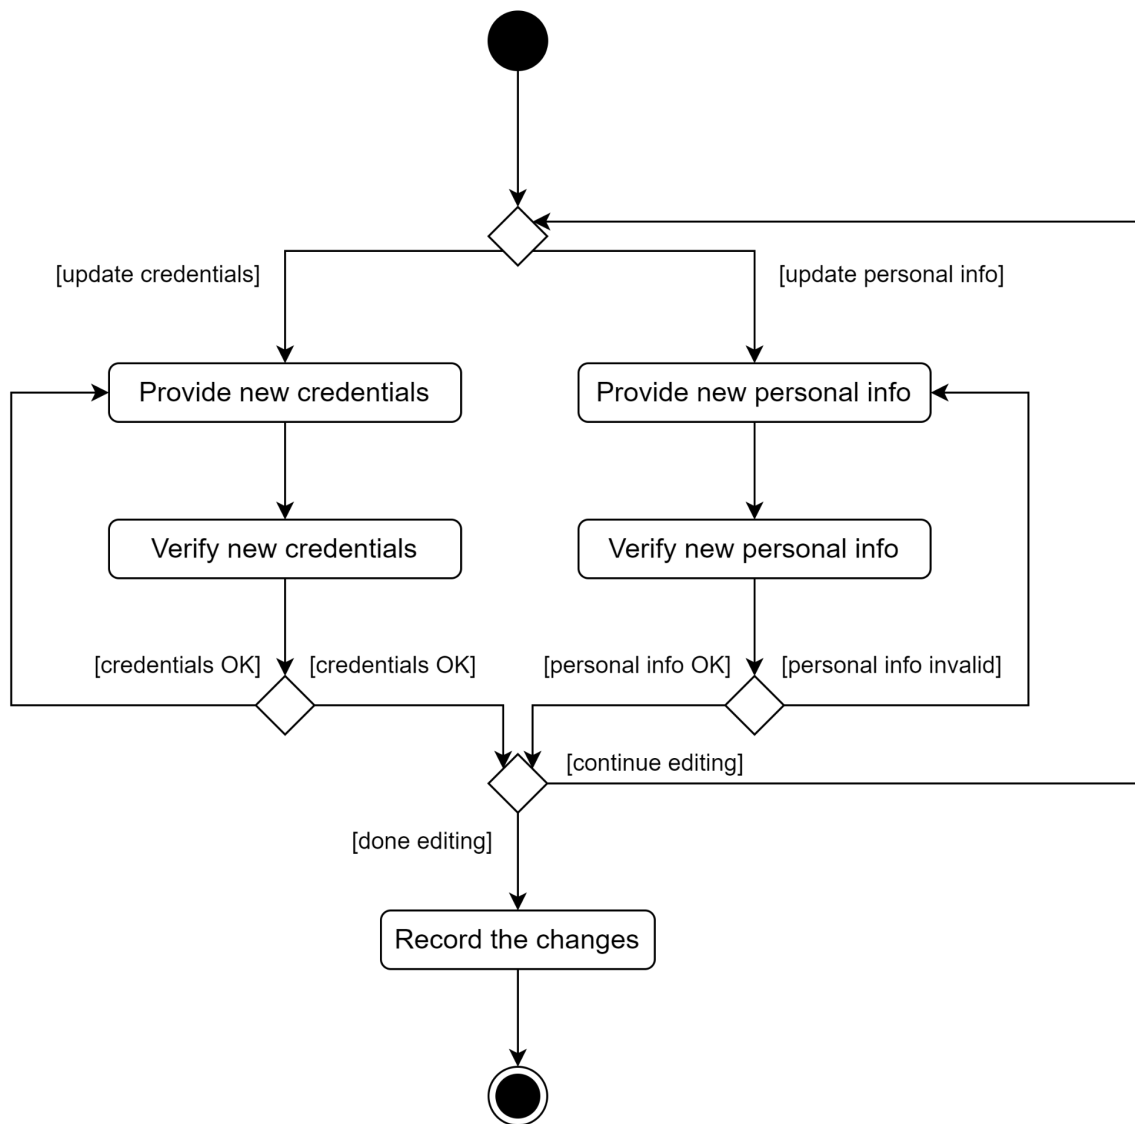 [update credentials]
[update personal info]
Provide new credentials
Provide new personal info
Verify new credentials
Verify new personal info
[credentials OK]
[credentials OK]
[personal info OK]
[personal info invalid]
[continue editing]
[done editing]
Record the changes